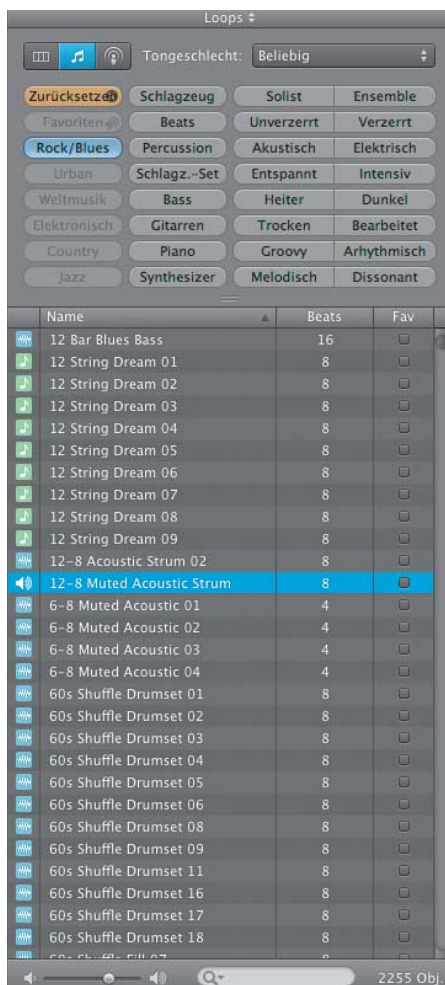 Loops
Tongeschlecht: Beliebig
Zurücksetzen Schlagzeug Solist Ensemble
Favoriten Beats Unverzerrt Verzerrt
Rock/Blues Percussion Akustisch Elektrisch
Urban Schlagz.-Set Entspannt Intensiv
Weltmusik Bass Heiter Dunkel
Elektronisch Gitarren Trocken Bearbeitet
Country Piano Groovy Arhythmisch
Jazz Synthesizer Melodisch Dissonant
Name Beats Fav
12 Bar Blues Bass 16
12 String Dream 01 8
12 String Dream 02 8
12 String Dream 03 8
12 String Dream 04 8
12 String Dream 05 8
12 String Dream 06 8
12 String Dream 07 8
12 String Dream 08 8
12 String Dream 09 8
12-8 Acoustic Strum 02 8
12-8 Muted Acoustic Strum 8
6-8 Muted Acoustic 01 4
6-8 Muted Acoustic 02 4
6-8 Muted Acoustic 03 4
6-8 Muted Acoustic 04 4
60s Shuffle Drumset 01 8
60s Shuffle Drumset 02 8
60s Shuffle Drumset 03 8
60s Shuffle Drumset 04 8
60s Shuffle Drumset 05 8
60s Shuffle Drumset 06 8
60s Shuffle Drumset 08 8
60s Shuffle Drumset 09 8
60s Shuffle Drumset 11 8
60s Shuffle Drumset 16 8
60s Shuffle Drumset 17 8
60s Shuffle Drumset 18 8
2255 Obj.